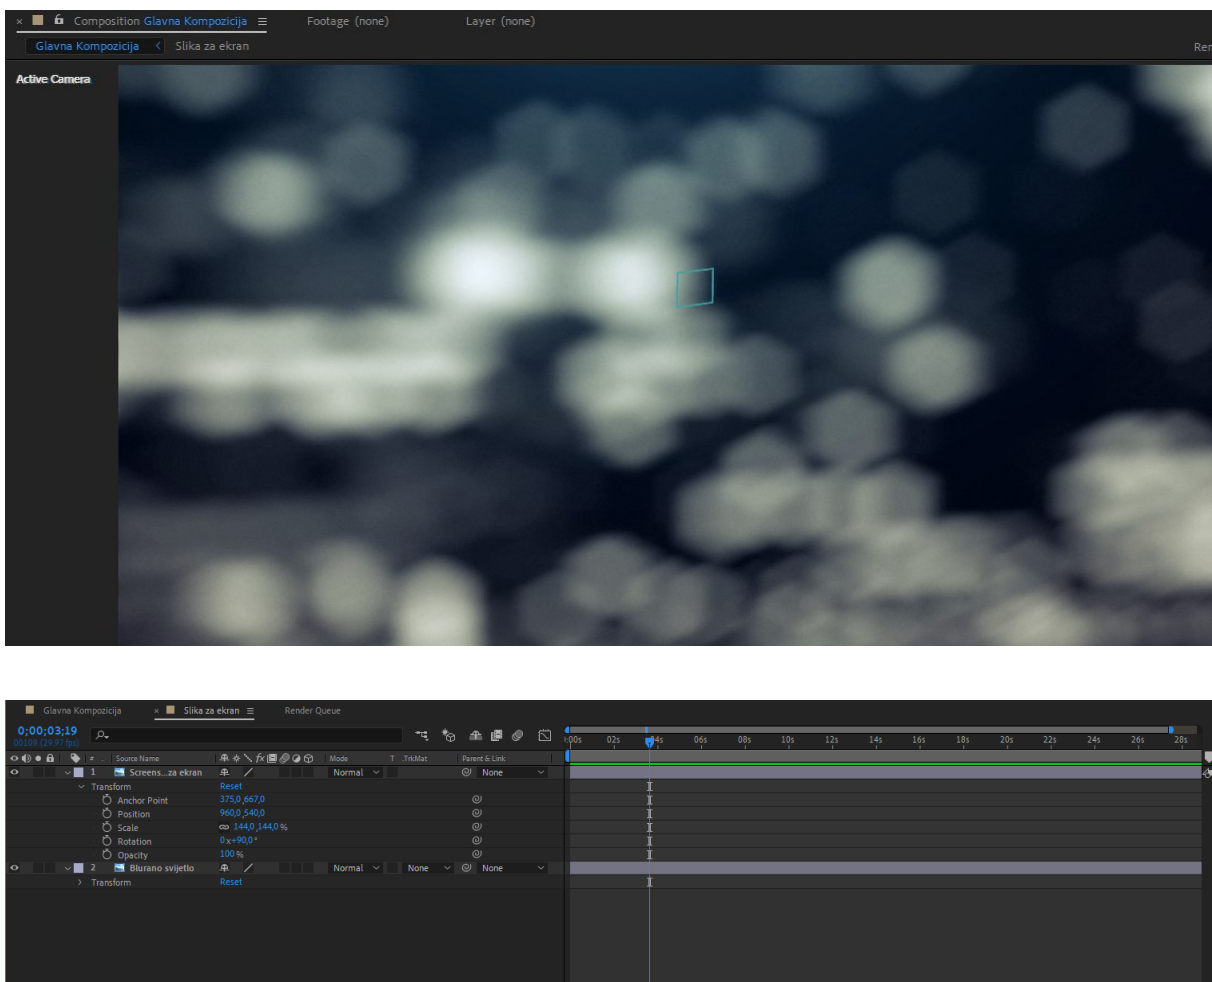 × Composition Glavna Kompozicija ≡ Footage (none) Layer (none)
Glavna Kompozicija < Slika za ekran
Active Camera
Glavna Kompozicija × Slika za ekran ≡ Render Queue
0;00;03;19
00109 (29.97 fps)
:00s 02s 04s 06s 08s 10s 12s 14s 16s 18s 20s 22s 24s 26s 28s
# Source Name fx Mode T .TrkMat Parent & Link
1 Screens...za ekran Normal None
Transform Reset
Anchor Point 375,0,667,0
Position 960,0,540,0
Scale 144,0,144,0 %
Rotation 0 x+90,0 °
Opacity 100 %
2 Blurano svijetlo Normal None None
Transform Reset